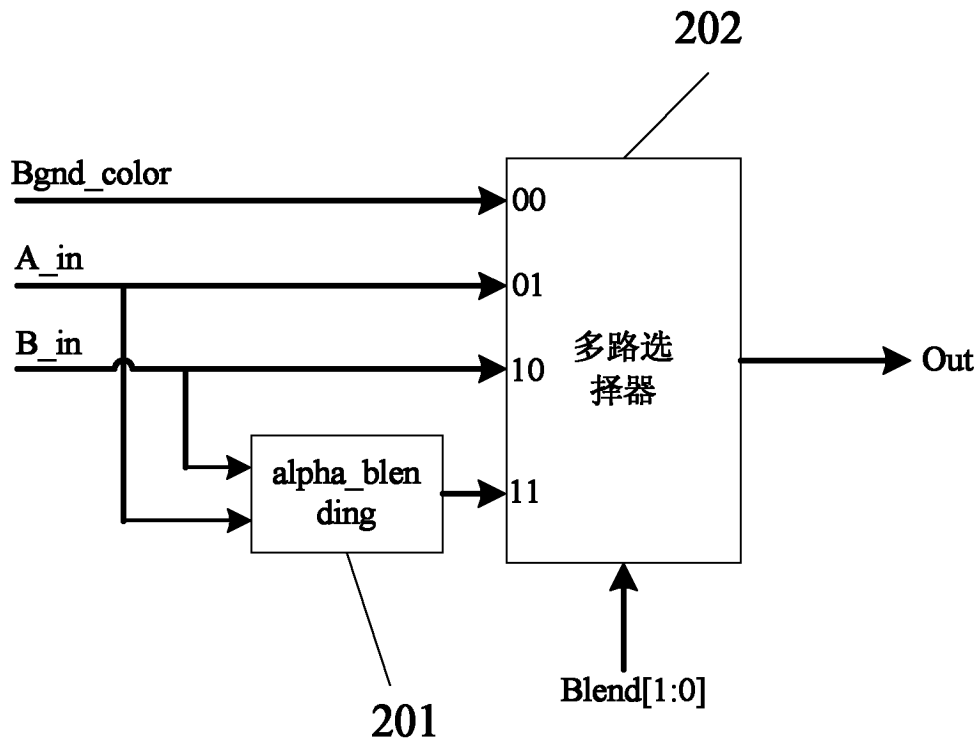 202
Bgnd_color
00
A_in
01
B_in
10
多路选
择器
Out
alpha_blen
ding
11
Blend[1:0]
201